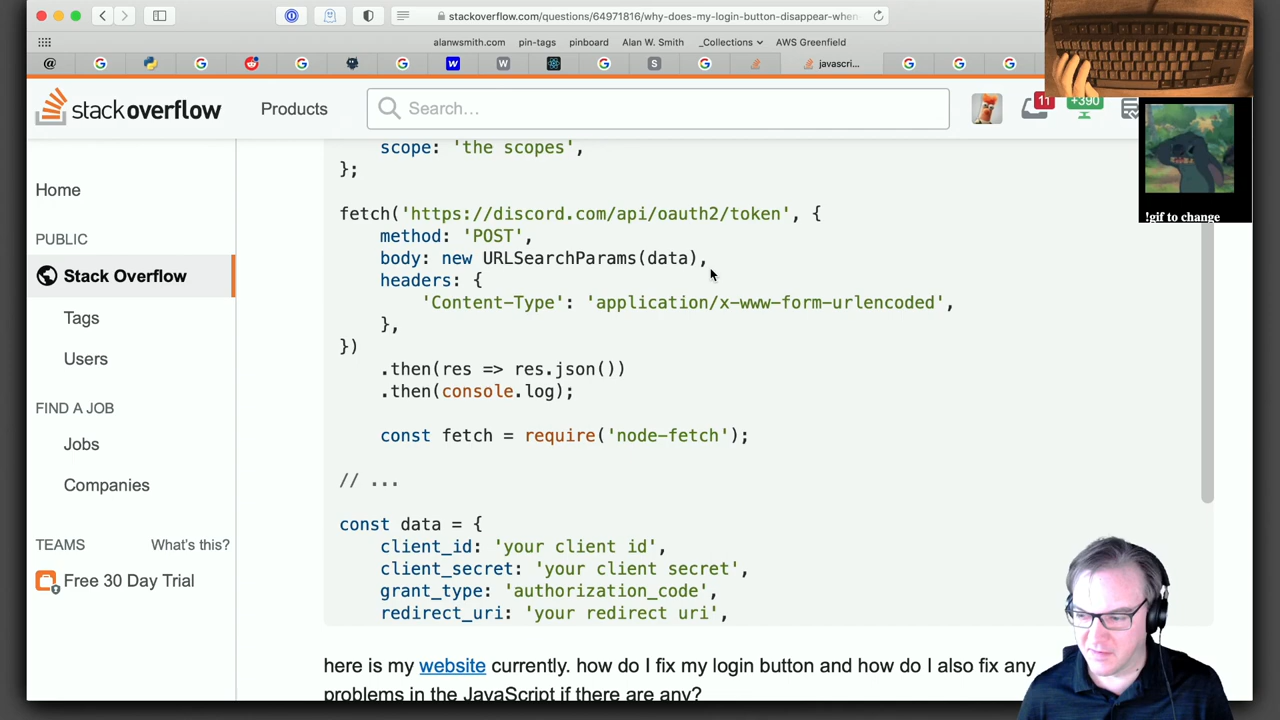 stackoverflow.com/questions/64971816/why-does-my-login-button-disappear-when-
alanwsmith.com pin-tags pinboard Alan W. Smith _Collections AWS Greenfield
javascri...
stackoverflow Products Search... 11 +390
!gif to change
Home
PUBLIC
Stack Overflow
Tags
Users
FIND A JOB
Jobs
Companies
TEAMS What's this?
Free 30 Day Trial
scope: 'the scopes',
};
fetch('https://discord.com/api/oauth2/token', {
method: 'POST',
body: new URLSearchParams(data),
headers: {
'Content-Type': 'application/x-www-form-urlencoded',
},
})
.then(res => res.json())
.then(console.log);
const fetch = require('node-fetch');
// ...
const data = {
client_id: 'your client id',
client_secret: 'your client secret',
grant_type: 'authorization_code',
redirect_uri: 'your redirect uri',
here is my website currently. how do I fix my login button and how do I also fix any
problems in the JavaScript if there are any?